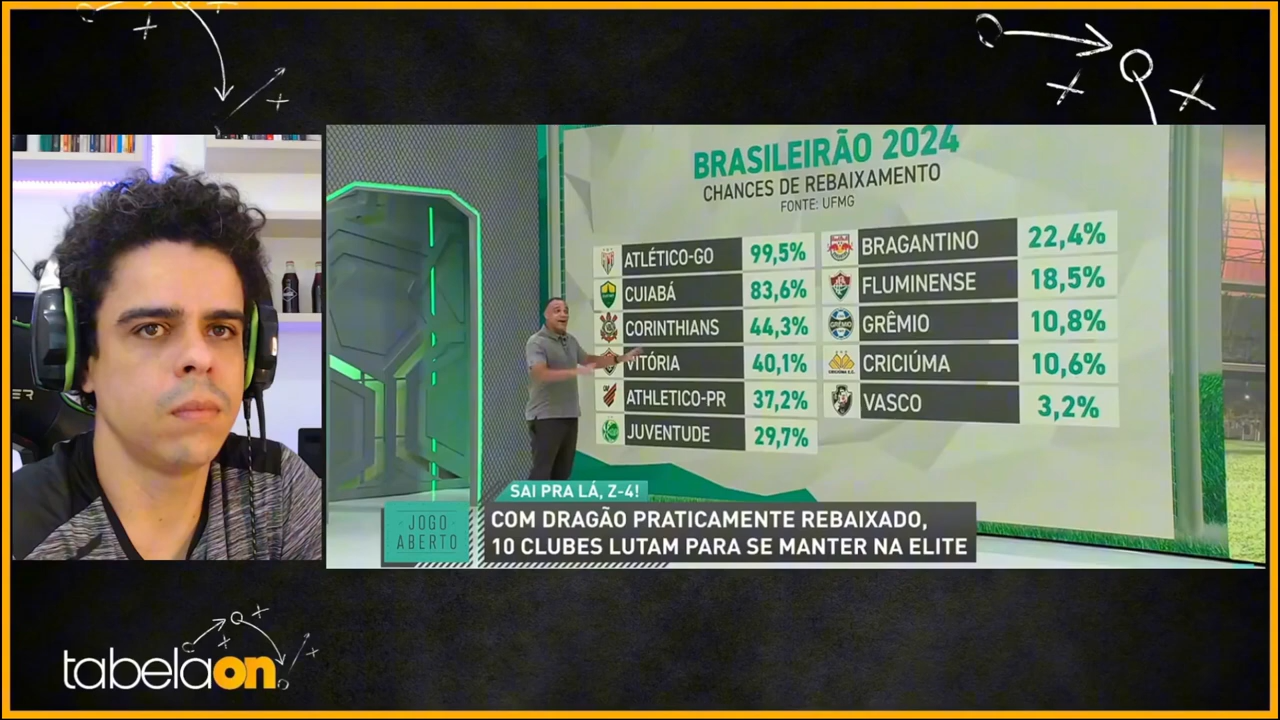 BRASILEIRÃO 2024
CHANCES DE REBAIXAMENTO
FONTE: UFMG
ATLÉTICO-GO 99,5%
CUIABÁ 83,6%
CORINTHIANS 44,3%
VITÓRIA 40,1%
ATHLETICO-PR 37,2%
JUVENTUDE 29,7%
BRAGANTINO 22,4%
FLUMINENSE 18,5%
GRÊMIO 10,8%
CRICIÚMA 10,6%
VASCO 3,2%
SAI PRA LÁ, Z-4!
JOGO
ABERTO
COM DRAGÃO PRATICAMENTE REBAIXADO,
10 CLUBES LUTAM PARA SE MANTER NA ELITE
tabelaon